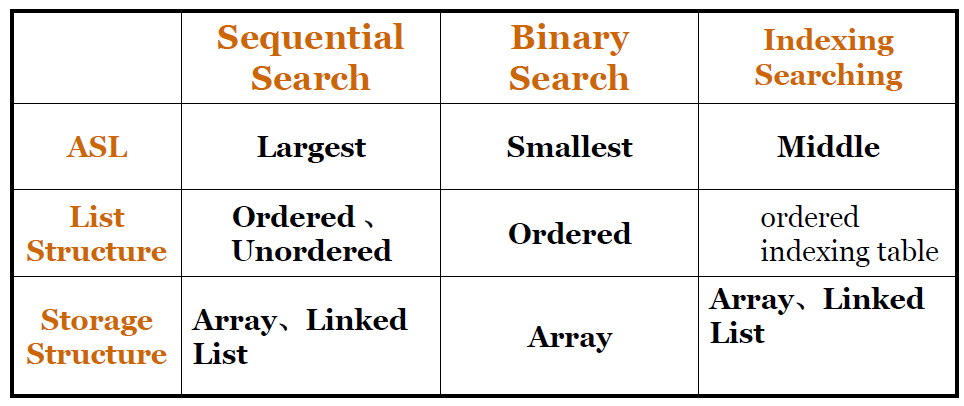 Sequential
Search
Binary
Search
Indexing
Searching
ASL
Largest
Smallest
Middle
List
Structure
Ordered 、
Unordered
Ordered
ordered
indexing table
Storage
Structure
Array、Linked
List
Array
Array、Linked
List